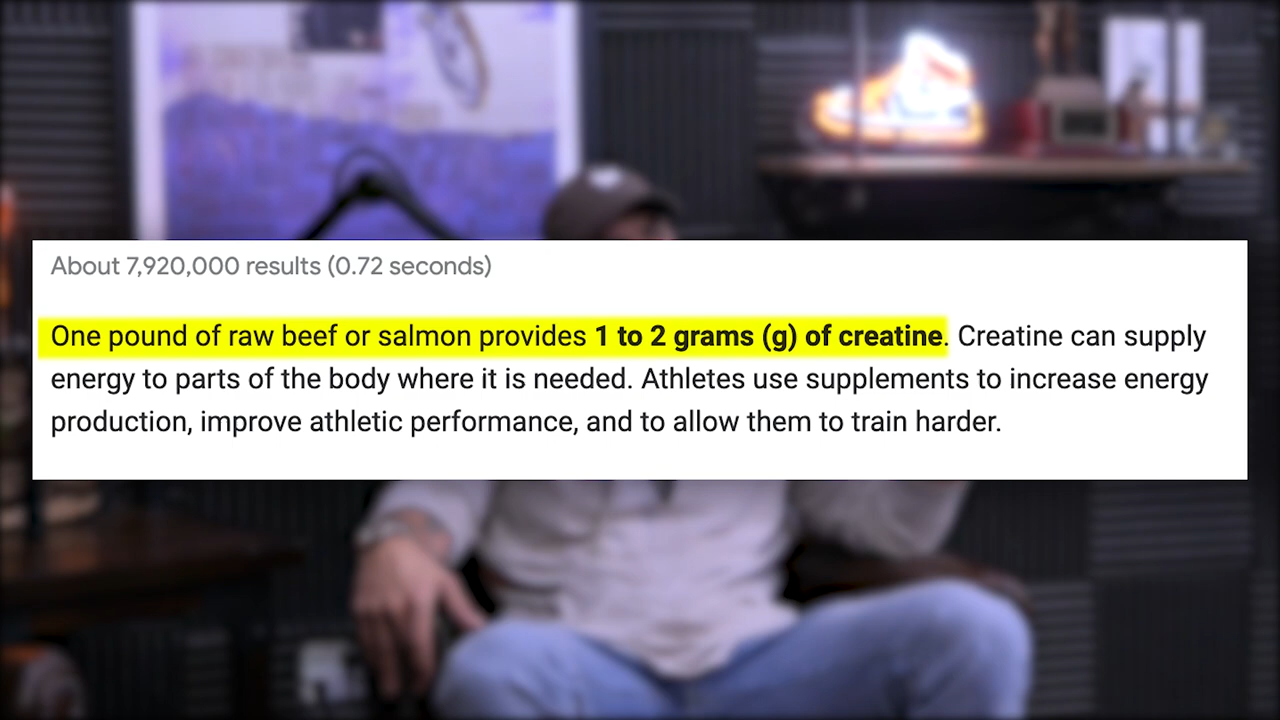 About 7,920,000 results (0.72 seconds)
One pound of raw beef or salmon provides 1 to 2 grams (g) of creatine. Creatine can supply
energy to parts of the body where it is needed. Athletes use supplements to increase energy
production, improve athletic performance, and to allow them to train harder.